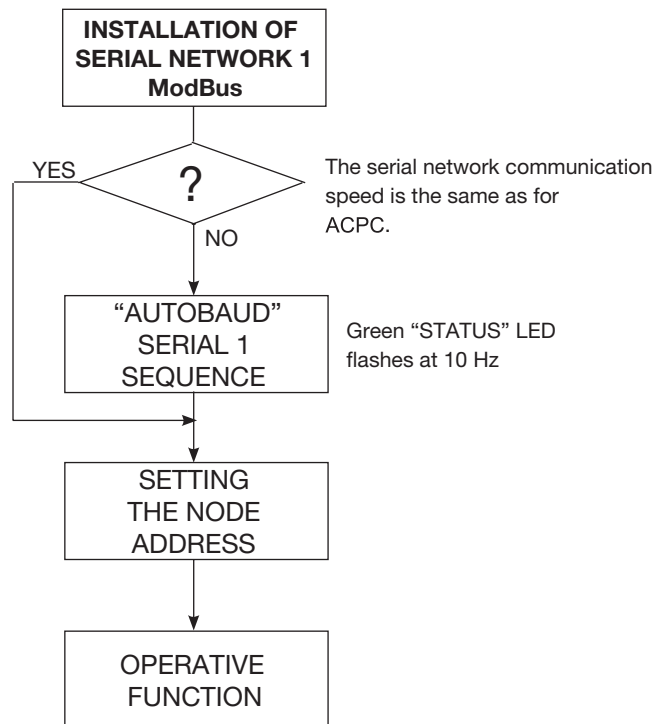 INSTALLATION OF
SERIAL NETWORK 1
ModBus
YES
?
The serial network communication
speed is the same as for
ACPC.
NO
“AUTOBAUD”
SERIAL 1
SEQUENCE
Green “STATUS” LED
flashes at 10 Hz
SETTING
THE NODE
ADDRESS
OPERATIVE
FUNCTION